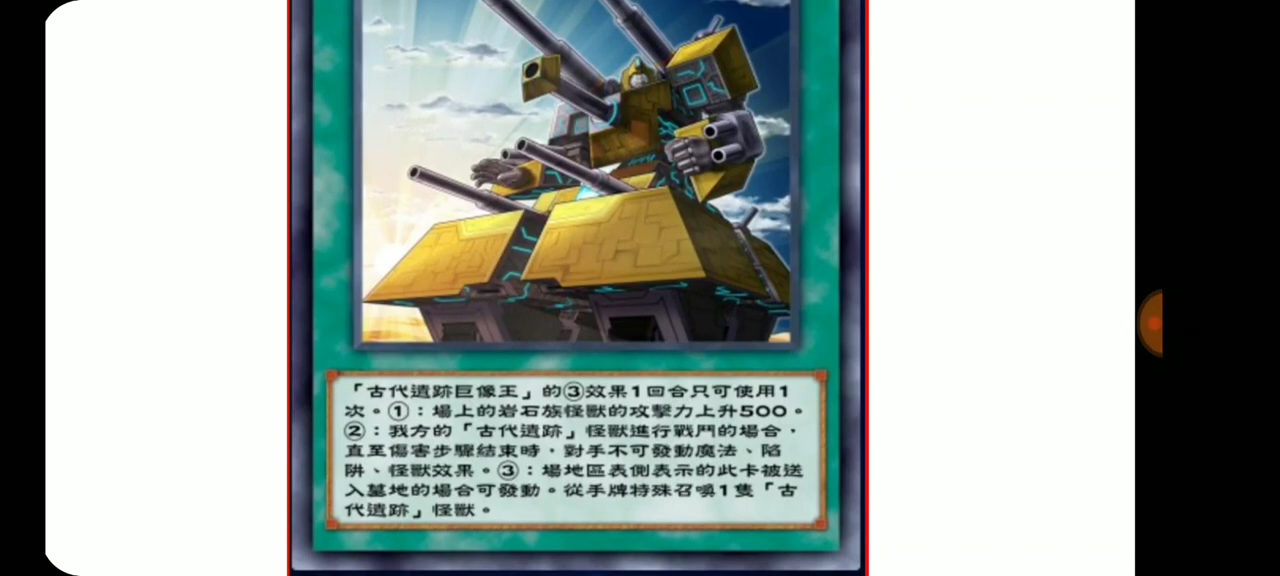 「古代遺跡巨像王」的③效果1回合只可使用1
次。①：場上的岩石族怪獸的攻擊力上升500。
②：我方的「古代遺跡」怪獸進行戰鬥的場合，
直至傷害步驟結束時，對手不可發動魔法、陷
阱、怪獸效果。③：場地區表側表示的此卡被送
入墓地的場合可發動。從手牌特殊召喚1隻「古
代遺跡」怪獸。